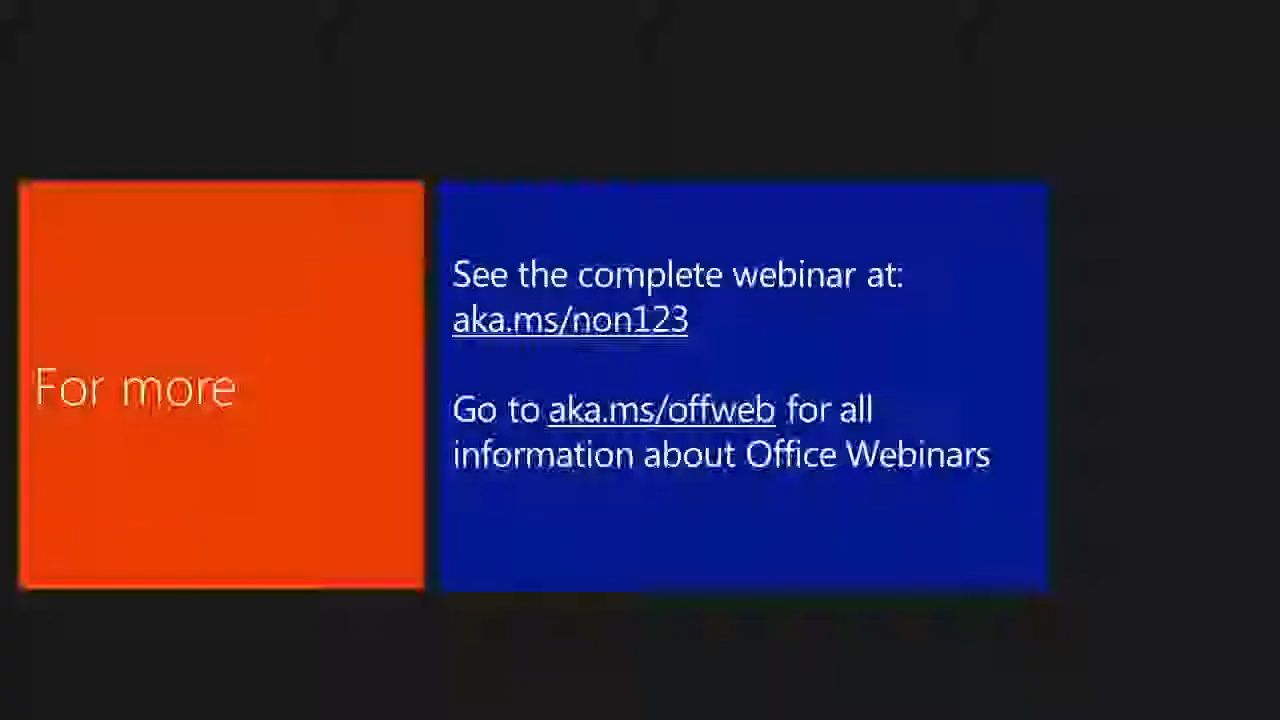 For more
See the complete webinar at:
aka.ms/non123
Go to aka.ms/offweb for all
information about Office Webinars